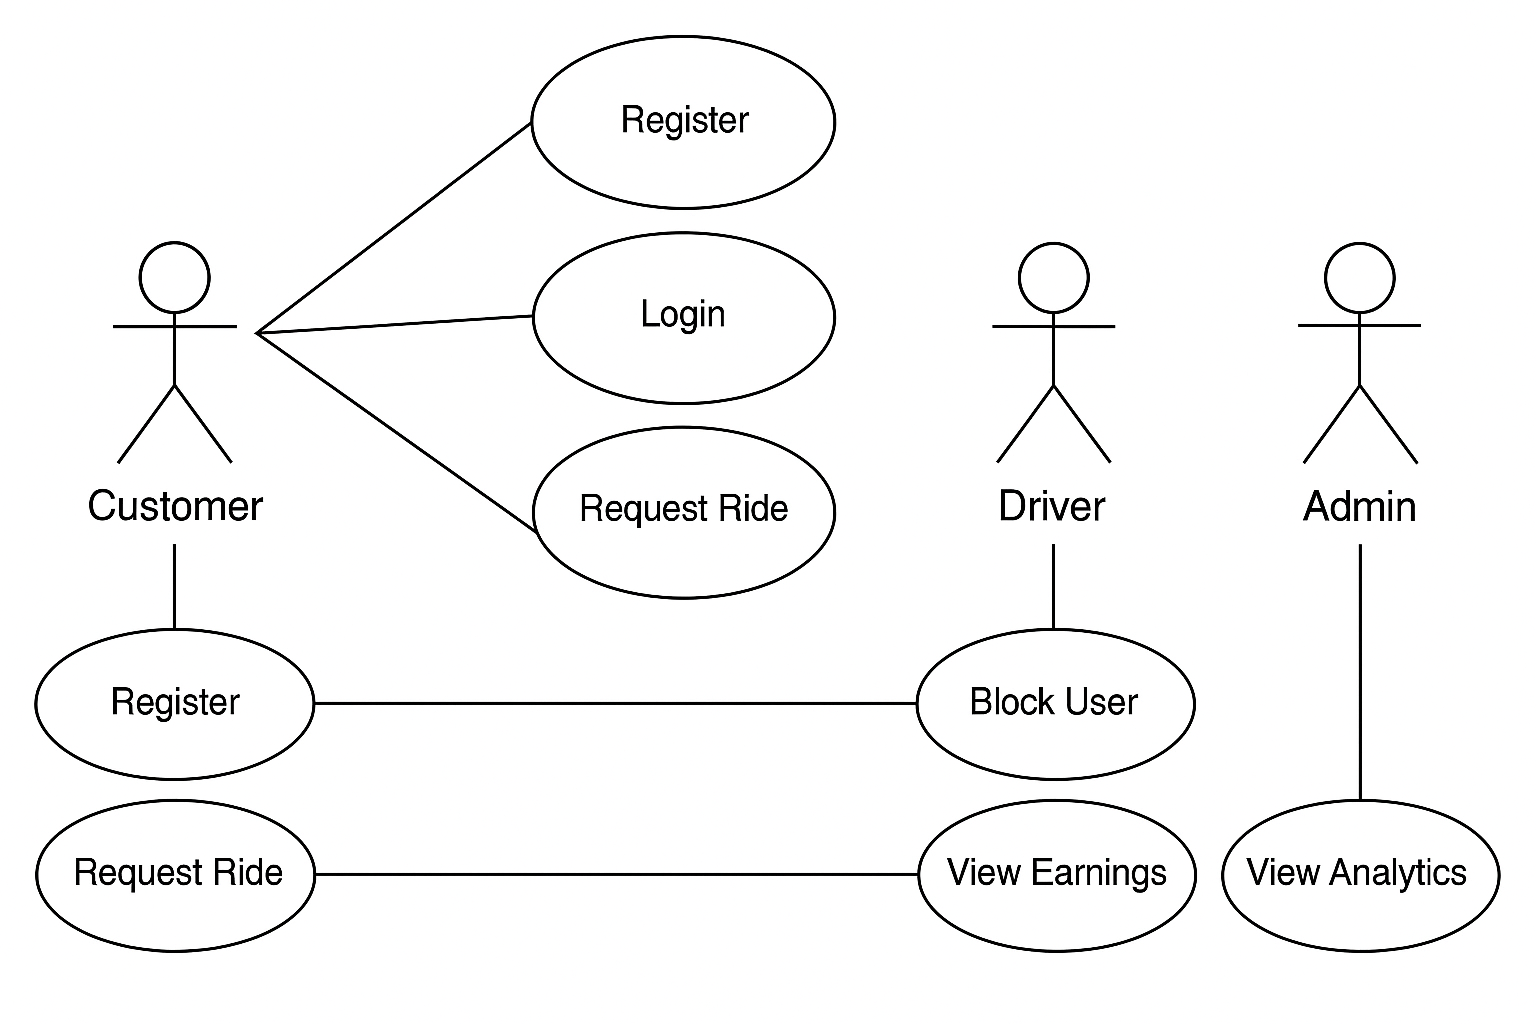 Register
Login
Request Ride
Customer
Driver
Admin
Register
Block User
Request Ride
View Earnings
View Analytics